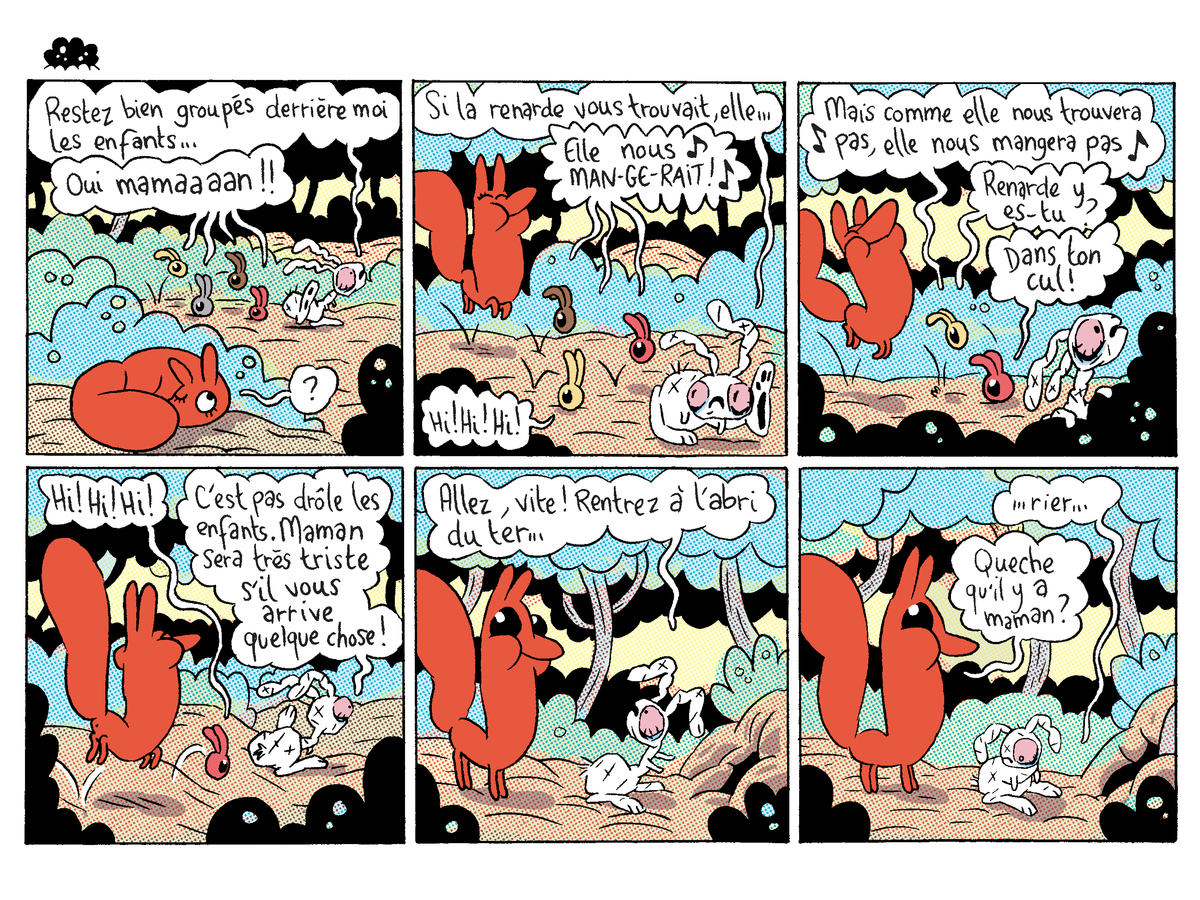 Restez bien groupés derrière moi
les enfants...
Oui mamaaaaan!!
?
Si la renarde vous trouvait, elle...
Elle nous ♪
MAN-GE-RAIT! ♪
Hi! Hi! Hi!
Mais comme elle nous trouvera
♪ pas, elle nous mangera pas ♪
Renarde y
es-tu?
Dans ton
cul!
Hi! Hi! Hi!
C'est pas drôle les
enfants. Maman
sera très triste
s'il vous
arrive
quelque chose!
Allez, vite! Rentrez à l'abri
du ter...
...rier...
Queche
qu'il y a
maman?